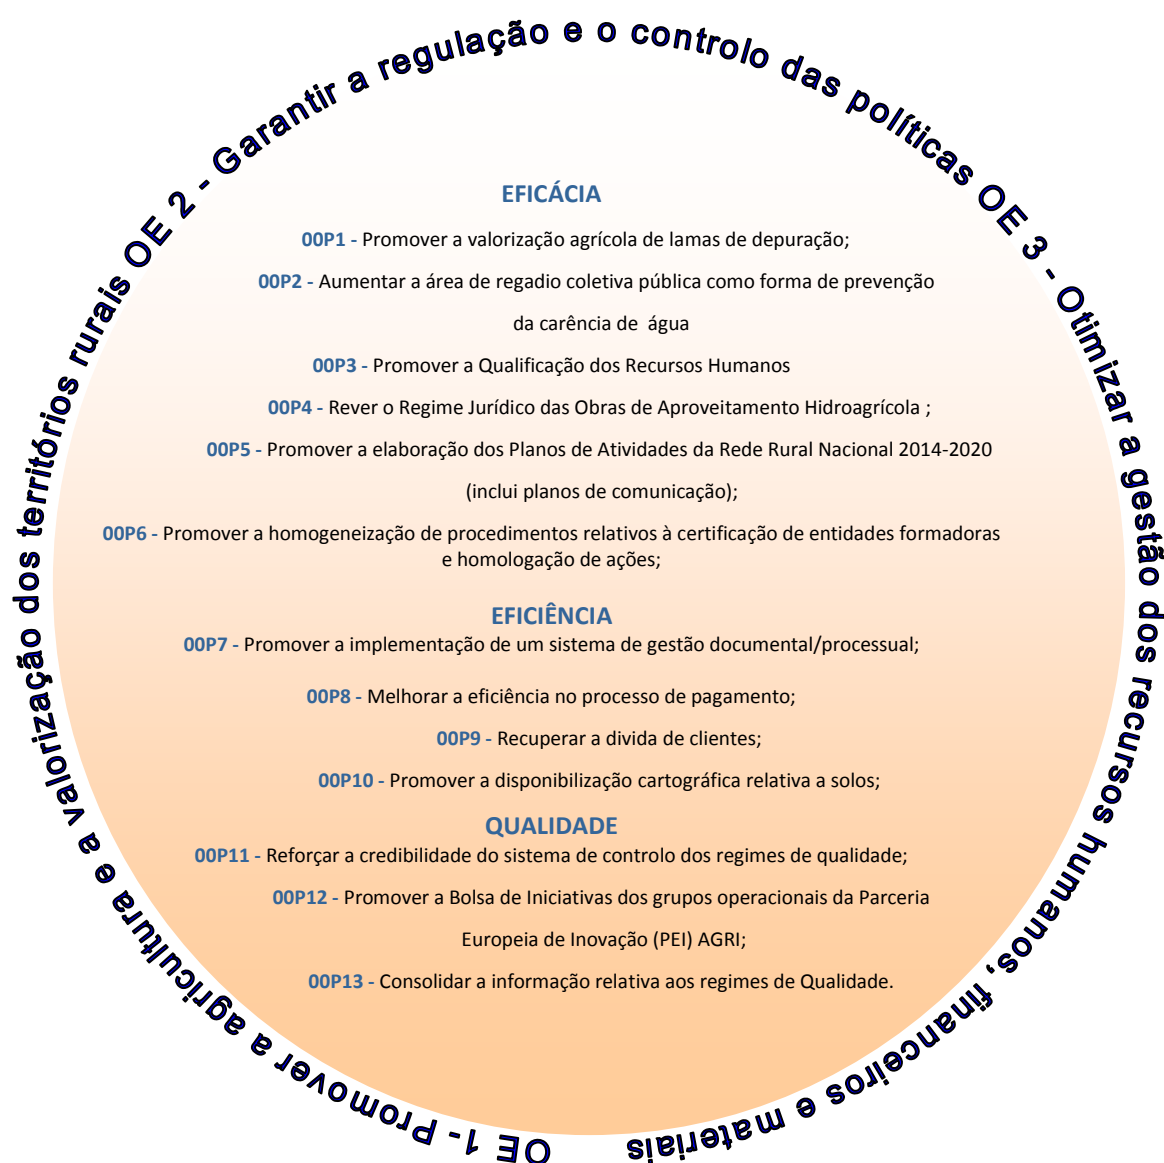 OE 1- Promover a agricultura e a valorização dos territórios rurais OE 2 - Garantir a regulação e o controlo das políticas OE 3 - Otimizar a gestão dos recursos humanos, financeiros e materiais
EFICÁCIA
00P1 - Promover a valorização agrícola de lamas de depuração;
00P2 - Aumentar a área de regadio coletiva pública como forma de prevenção
da carência de água
00P3 - Promover a Qualificação dos Recursos Humanos
00P4 - Rever o Regime Jurídico das Obras de Aproveitamento Hidroagrícola ;
00P5 - Promover a elaboração dos Planos de Atividades da Rede Rural Nacional 2014-2020
(inclui planos de comunicação);
00P6 - Promover a homogeneização de procedimentos relativos à certificação de entidades formadoras
e homologação de ações;
EFICIÊNCIA
00P7 - Promover a implementação de um sistema de gestão documental/processual;
00P8 - Melhorar a eficiência no processo de pagamento;
00P9 - Recuperar a divida de clientes;
00P10 - Promover a disponibilização cartográfica relativa a solos;
QUALIDADE
00P11 - Reforçar a credibilidade do sistema de controlo dos regimes de qualidade;
00P12 - Promover a Bolsa de Iniciativas dos grupos operacionais da Parceria
Europeia de Inovação (PEI) AGRI;
00P13 - Consolidar a informação relativa aos regimes de Qualidade.